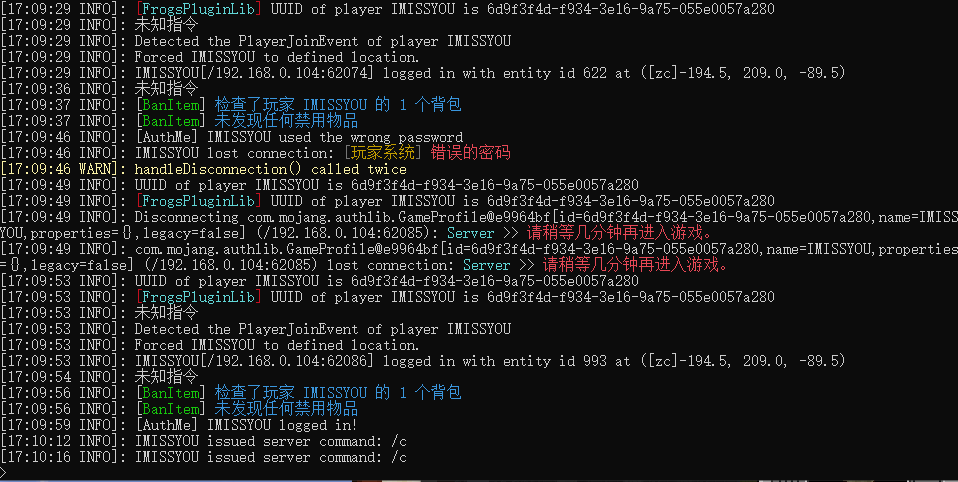 [17:09:29 INFO]: [FrogsPluginLib] UUID of player IMISSYOU is 6d9f3f4d-f934-3e16-9a75-055e0057a280
[17:09:29 INFO]: 未知指令
[17:09:29 INFO]: Detected the PlayerJoinEvent of player IMISSYOU
[17:09:29 INFO]: Forced IMISSYOU to defined location.
[17:09:29 INFO]: IMISSYOU[/192.168.0.104:62074] logged in with entity id 622 at ([zc]-194.5, 209.0, -89.5)
[17:09:36 INFO]: 未知指令
[17:09:37 INFO]: [BanItem] 检查了玩家 IMISSYOU 的 1 个背包
[17:09:37 INFO]: [BanItem] 未发现任何禁用物品
[17:09:46 INFO]: [AuthMe] IMISSYOU used the wrong password
[17:09:46 INFO]: IMISSYOU lost connection: [玩家系统] 错误的密码
[17:09:46 WARN]: handleDisconnection() called twice
[17:09:49 INFO]: UUID of player IMISSYOU is 6d9f3f4d-f934-3e16-9a75-055e0057a280
[17:09:49 INFO]: [FrogsPluginLib] UUID of player IMISSYOU is 6d9f3f4d-f934-3e16-9a75-055e0057a280
[17:09:49 INFO]: Disconnecting com.mojang.authlib.GameProfile@e9964bf[id=6d9f3f4d-f934-3e16-9a75-055e0057a280,name=IMISS
YOU,properties={},legacy=false] (/192.168.0.104:62085): Server >> 请稍等几分钟再进入游戏。
[17:09:49 INFO]: com.mojang.authlib.GameProfile@e9964bf[id=6d9f3f4d-f934-3e16-9a75-055e0057a280,name=IMISSYOU,properties
={},legacy=false] (/192.168.0.104:62085) lost connection: Server >> 请稍等几分钟再进入游戏。
[17:09:53 INFO]: UUID of player IMISSYOU is 6d9f3f4d-f934-3e16-9a75-055e0057a280
[17:09:53 INFO]: [FrogsPluginLib] UUID of player IMISSYOU is 6d9f3f4d-f934-3e16-9a75-055e0057a280
[17:09:53 INFO]: 未知指令
[17:09:53 INFO]: Detected the PlayerJoinEvent of player IMISSYOU
[17:09:53 INFO]: Forced IMISSYOU to defined location.
[17:09:53 INFO]: IMISSYOU[/192.168.0.104:62086] logged in with entity id 993 at ([zc]-194.5, 209.0, -89.5)
[17:09:54 INFO]: 未知指令
[17:09:56 INFO]: [BanItem] 检查了玩家 IMISSYOU 的 1 个背包
[17:09:56 INFO]: [BanItem] 未发现任何禁用物品
[17:09:59 INFO]: [AuthMe] IMISSYOU logged in!
[17:10:12 INFO]: IMISSYOU issued server command: /c
[17:10:16 INFO]: IMISSYOU issued server command: /c
>